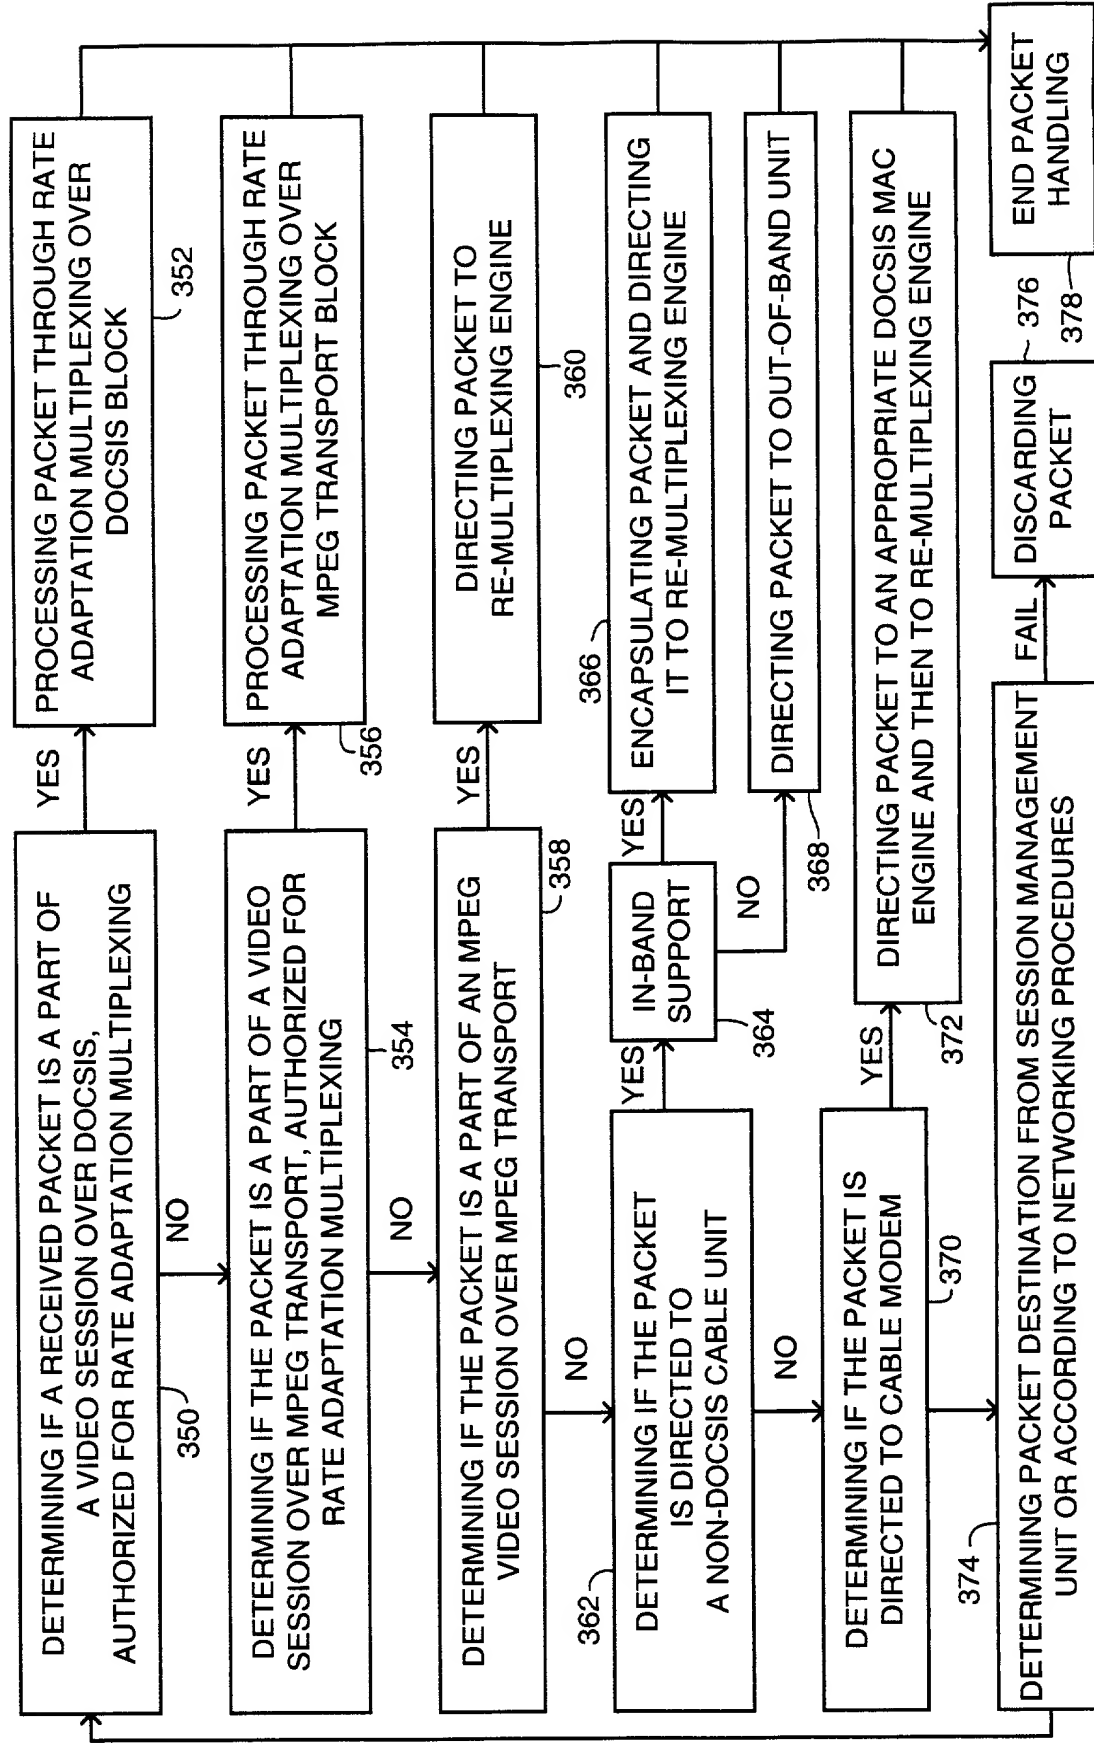 DETERMINING IF A RECEIVED PACKET IS A PART OF
A VIDEO SESSION OVER DOCSIS,
AUTHORIZED FOR RATE ADAPTATION MULTIPLEXING
350
YES
PROCESSING PACKET THROUGH RATE
ADAPTATION MULTIPLEXING OVER
DOCSIS BLOCK
352
NO
DETERMINING IF THE PACKET IS A PART OF A VIDEO
SESSION OVER MPEG TRANSPORT, AUTHORIZED FOR
RATE ADAPTATION MULTIPLEXING
354
YES
PROCESSING PACKET THROUGH RATE
ADAPTATION MULTIPLEXING OVER
MPEG TRANSPORT BLOCK
356
NO
DETERMINING IF THE PACKET IS A PART OF AN MPEG
VIDEO SESSION OVER MPEG TRANSPORT
358
YES
DIRECTING PACKET TO
RE-MULTIPLEXING ENGINE
360
NO
362
DETERMINING IF THE PACKET
IS DIRECTED TO
A NON-DOCSIS CABLE UNIT
YES
IN-BAND
SUPPORT
364
YES
366
ENCAPSULATING PACKET AND DIRECTING
IT TO RE-MULTIPLEXING ENGINE
NO
DIRECTING PACKET TO OUT-OF-BAND UNIT
368
NO
DETERMINING IF THE PACKET IS
DIRECTED TO CABLE MODEM
370
YES
DIRECTING PACKET TO AN APPROPRIATE DOCSIS MAC
ENGINE AND THEN TO RE-MULTIPLEXING ENGINE
372
374
DETERMINING PACKET DESTINATION FROM SESSION MANAGEMENT
UNIT OR ACCORDING TO NETWORKING PROCEDURES
FAIL
DISCARDING
PACKET
376
END PACKET
HANDLING
378